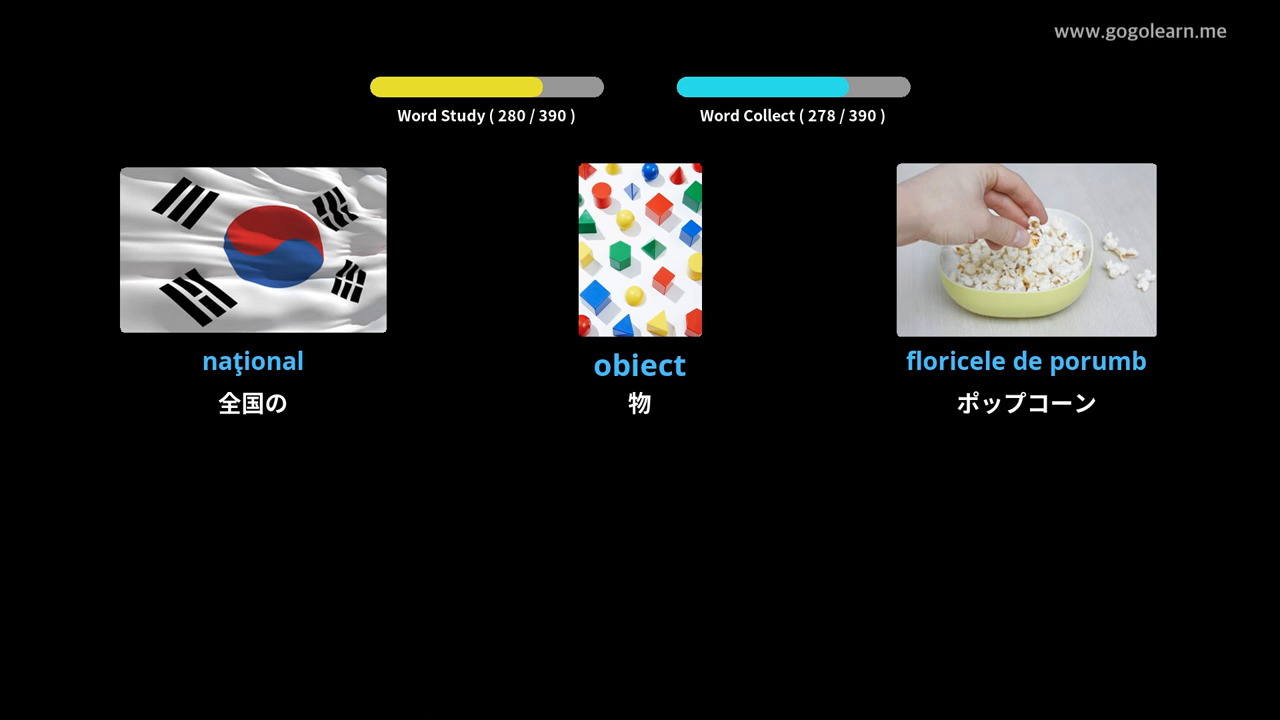 www.gogolearn.me
Word Study ( 280 / 390 )
Word Collect ( 278 / 390 )
naţional
obiect
floricele de porumb
全国の
物
ポップコーン